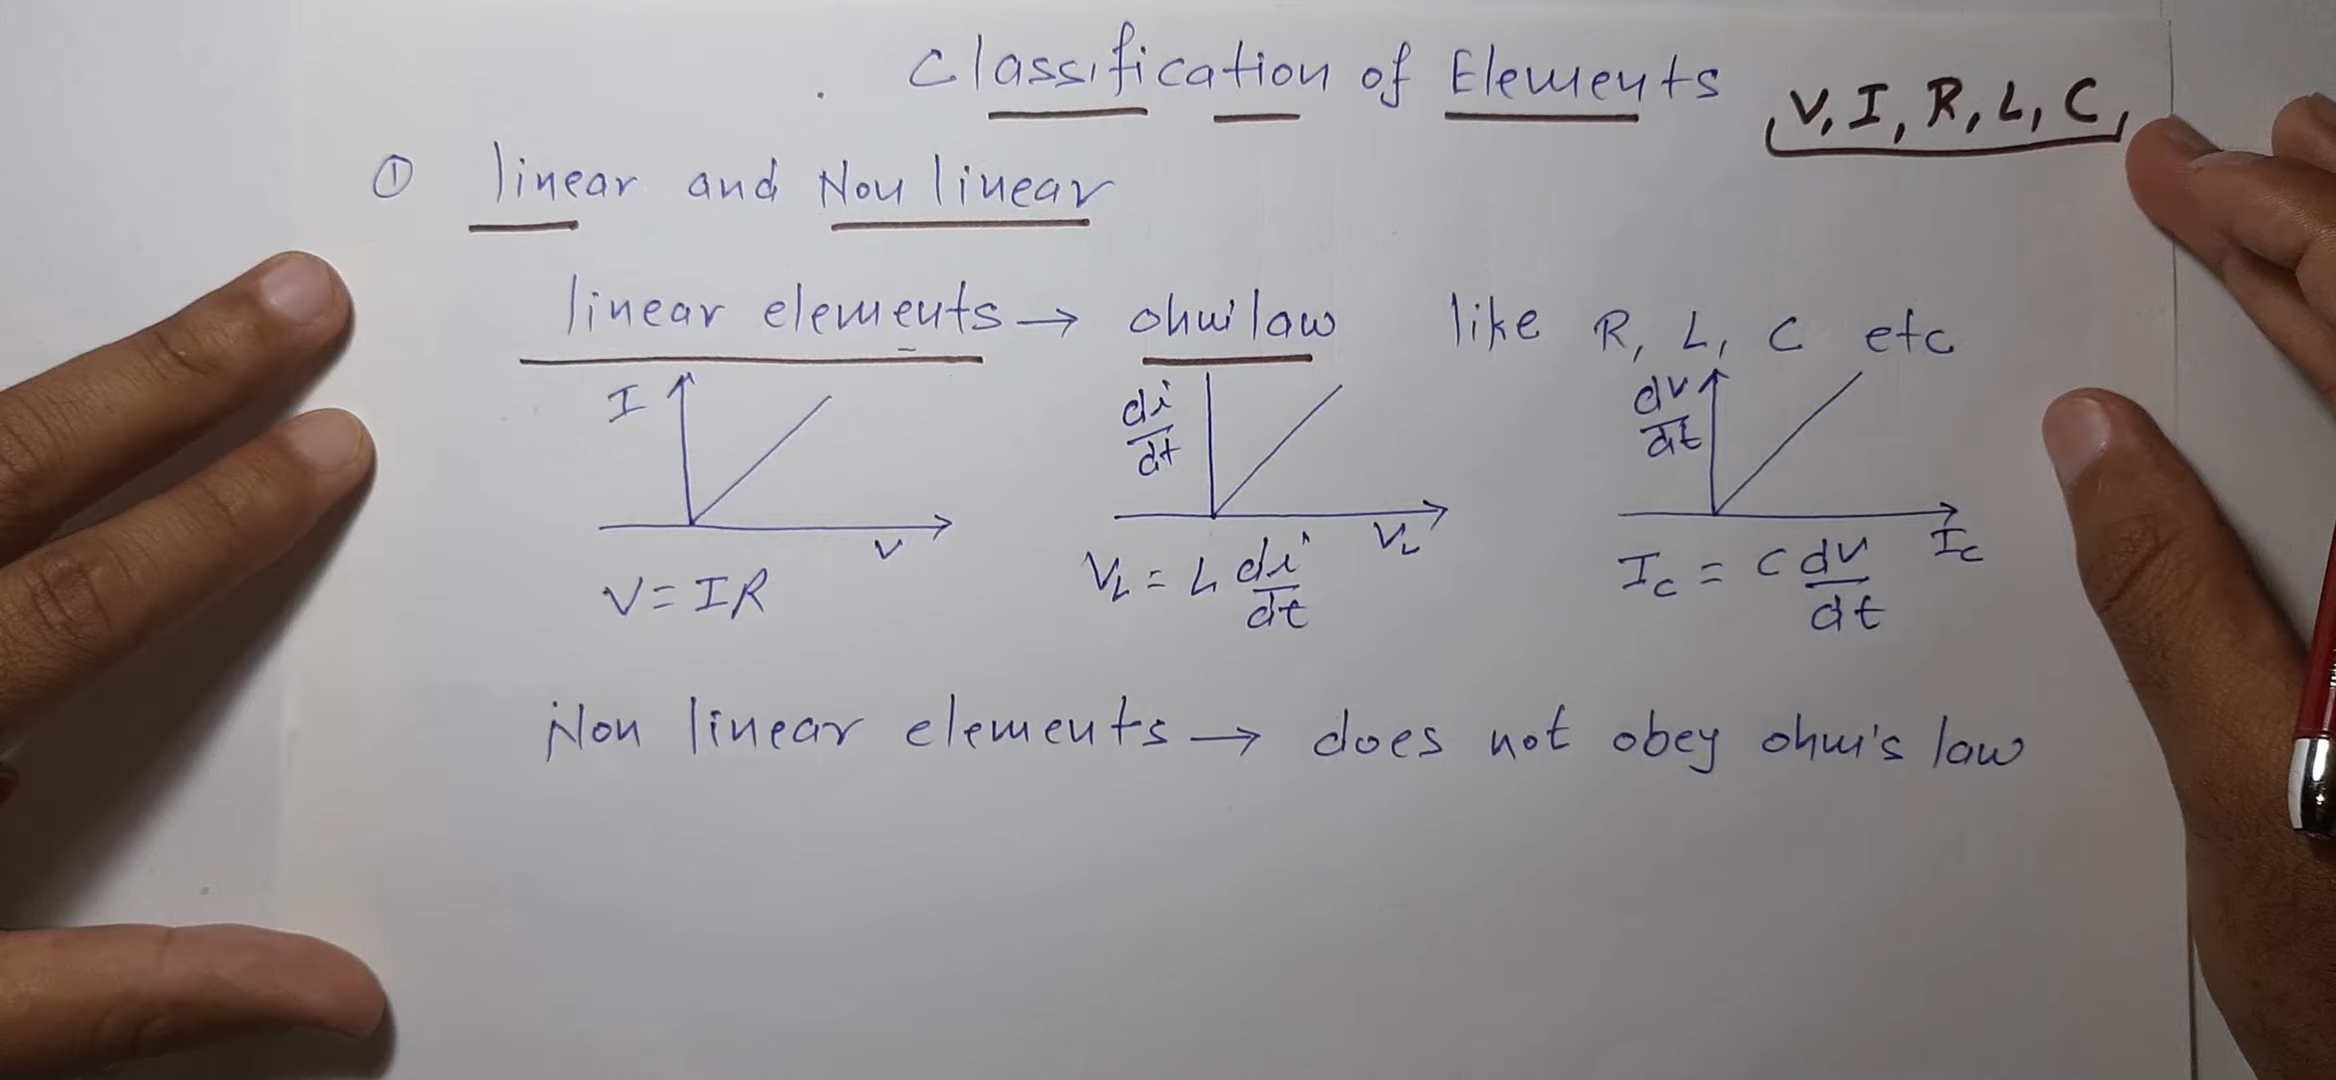 Classification of Elements V, I, R, L, C,
① linear and Non linear
linear elements → ohm' law like R, L, C etc
I V
di/dt VL
dv/dt Ic
V = IR VL = L di/dt Ic = C dv/dt
Non linear elements → does not obey ohm's law